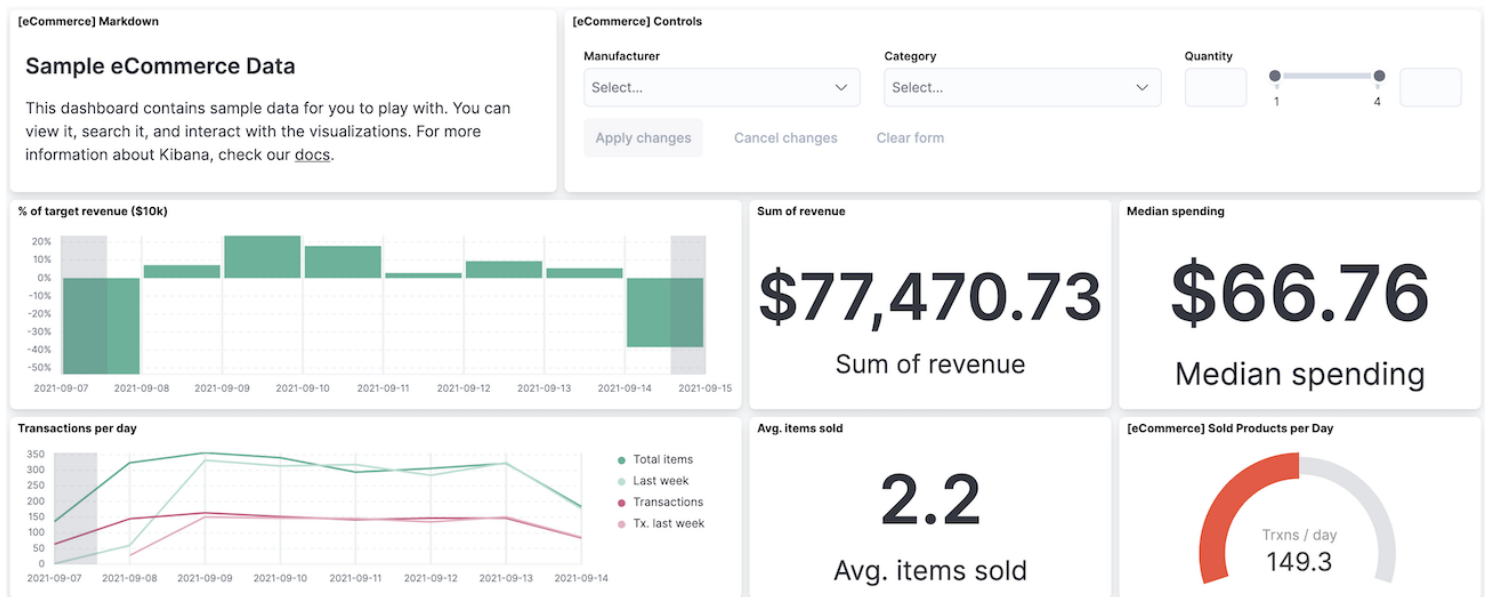 [eCommerce] Markdown
Sample eCommerce Data
This dashboard contains sample data for you to play with. You can
view it, search it, and interact with the visualizations. For more
information about Kibana, check our docs.
[eCommerce] Controls
Manufacturer
Select...
Category
Select...
Quantity
1
4
Apply changes
Cancel changes
Clear form
% of target revenue ($10k)
20%
10%
0%
-10%
-20%
-30%
-40%
-50%
2021-09-07 2021-09-08 2021-09-09 2021-09-10 2021-09-11 2021-09-12 2021-09-13 2021-09-14 2021-09-15
Sum of revenue
$77,470.73
Sum of revenue
Median spending
$66.76
Median spending
Transactions per day
350
300
250
200
150
100
50
0
2021-09-07 2021-09-08 2021-09-09 2021-09-10 2021-09-11 2021-09-12 2021-09-13 2021-09-14
Total items
Last week
Transactions
Tx. last week
Avg. items sold
2.2
Avg. items sold
[eCommerce] Sold Products per Day
Trxns / day
149.3